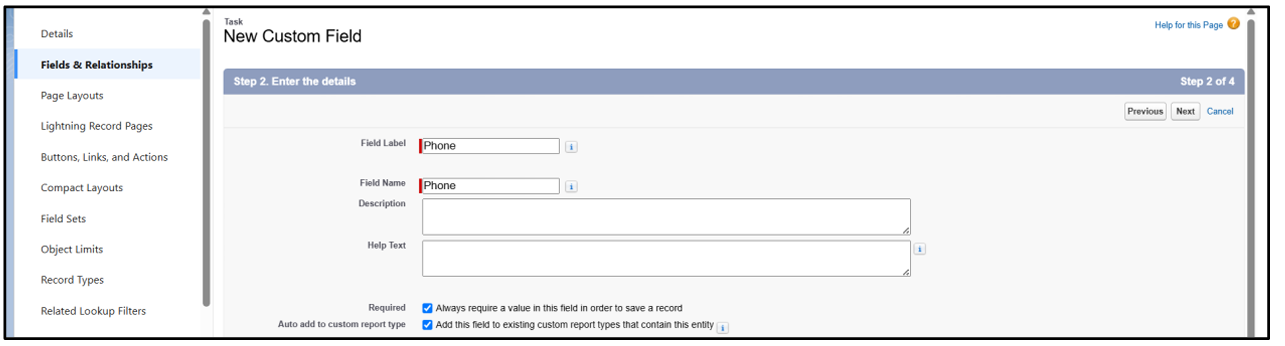 Details
Fields & Relationships
Page Layouts
Lightning Record Pages
Buttons, Links, and Actions
Compact Layouts
Field Sets
Object Limits
Record Types
Related Lookup Filters
Task
New Custom Field
Help for this Page ?
Step 2. Enter the details Step 2 of 4
Previous Next Cancel
Field Label Phone i
Field Name Phone i
Description
Help Text i
Required Always require a value in this field in order to save a record
Auto add to custom report type Add this field to existing custom report types that contain this entity i